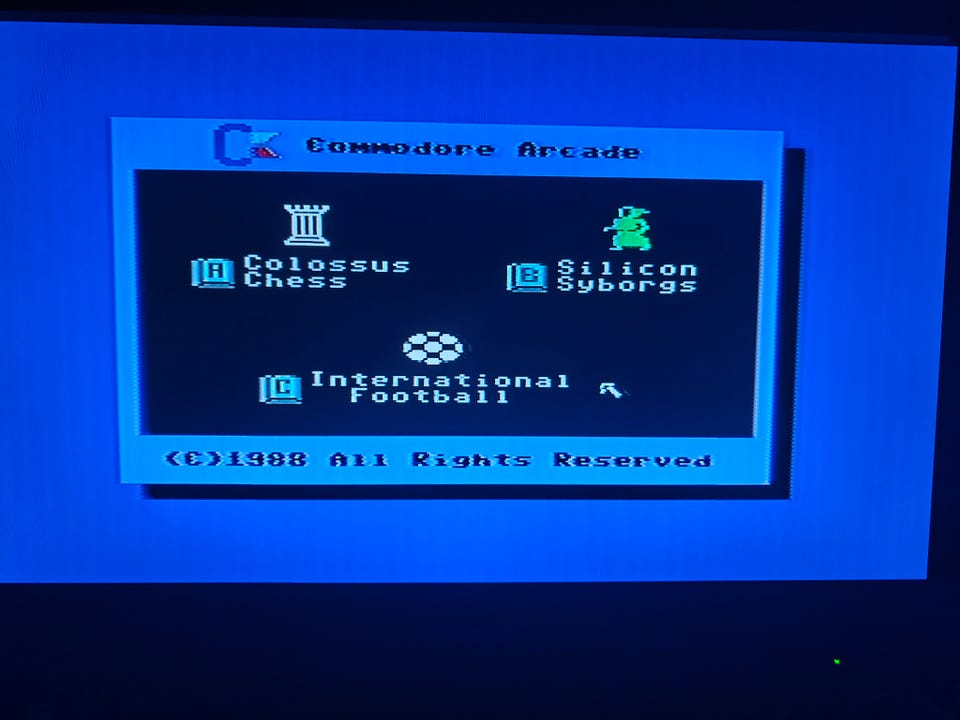 Commodore Arcade
A Colossus
Chess
B Silicon
Syborgs
C International
Football
(C)1988 All Rights Reserved